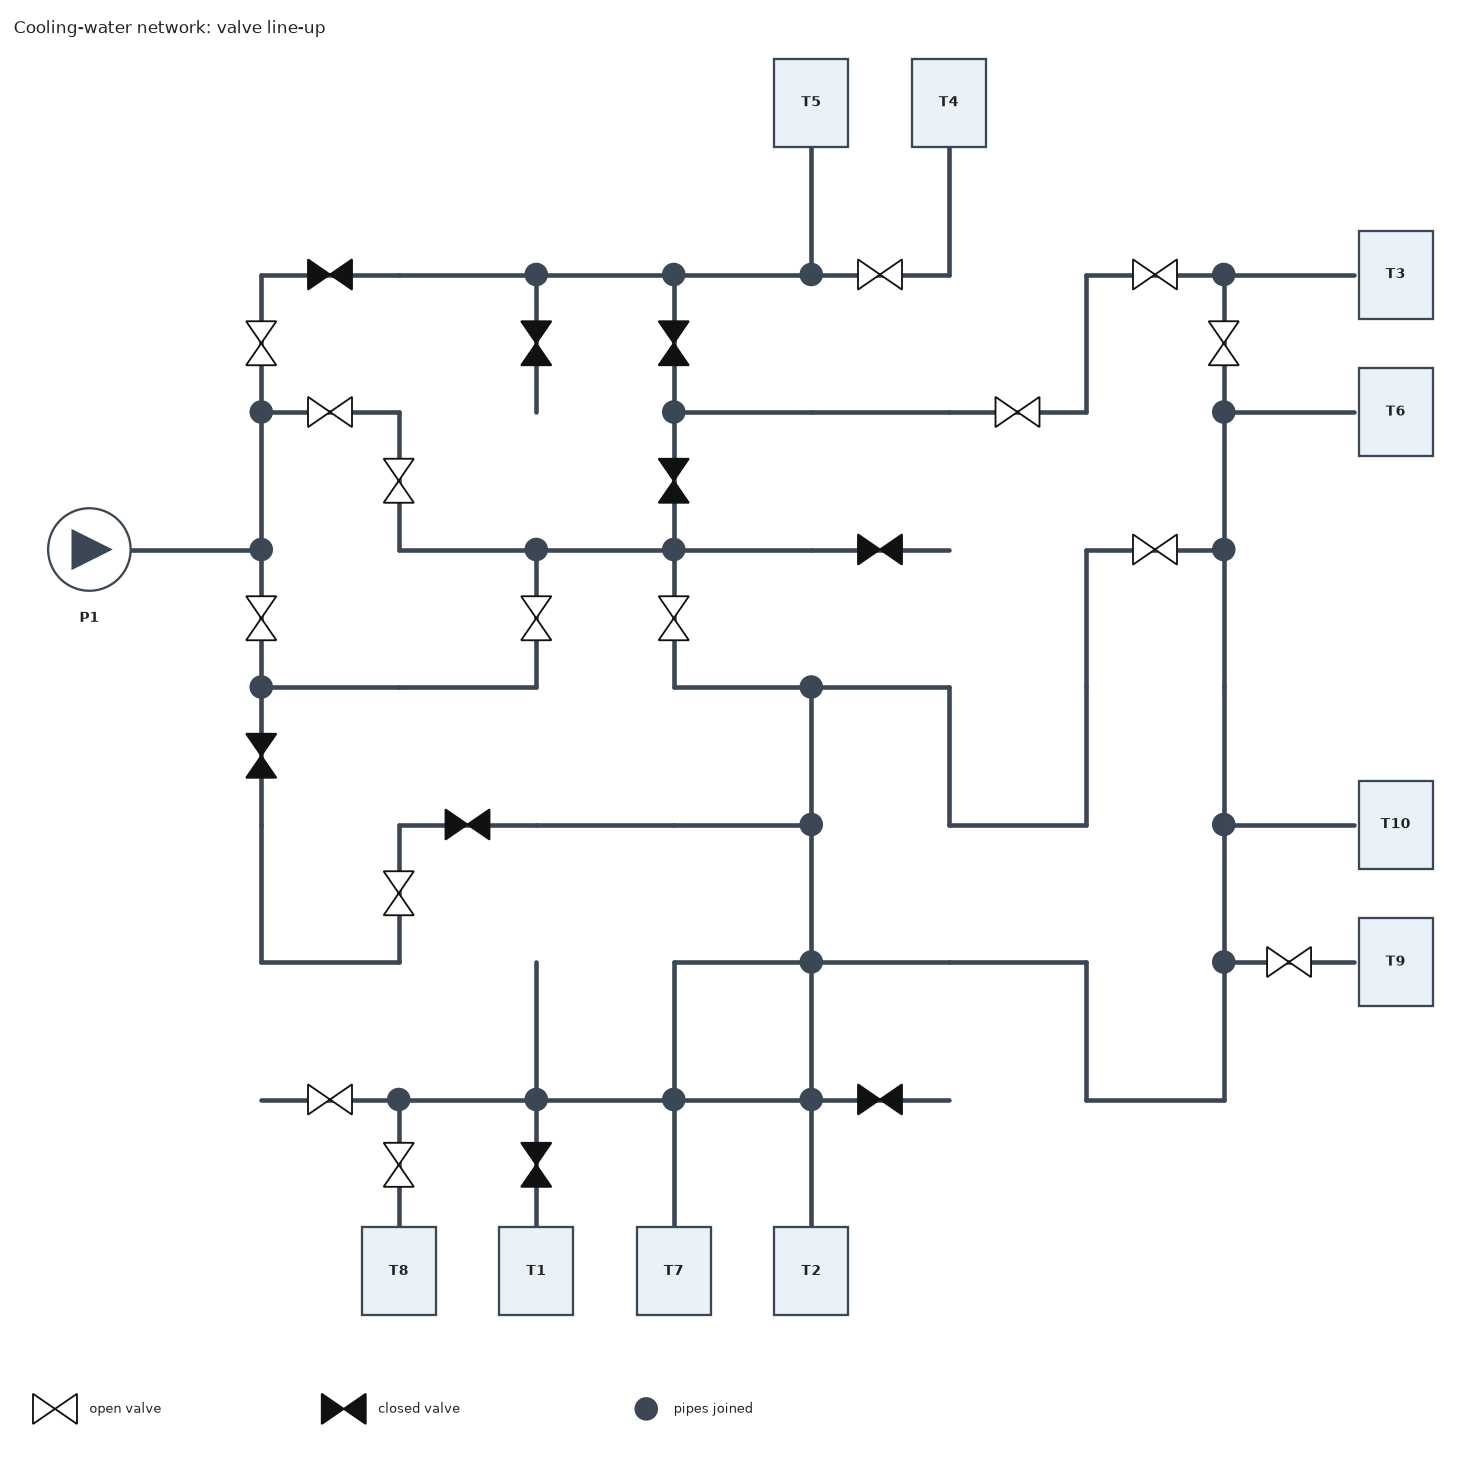 Cooling-water network: valve line-up
T5
T4
T3
T6
P1
T10
T9
T8
T1
T7
T2
open valve
closed valve
pipes joined